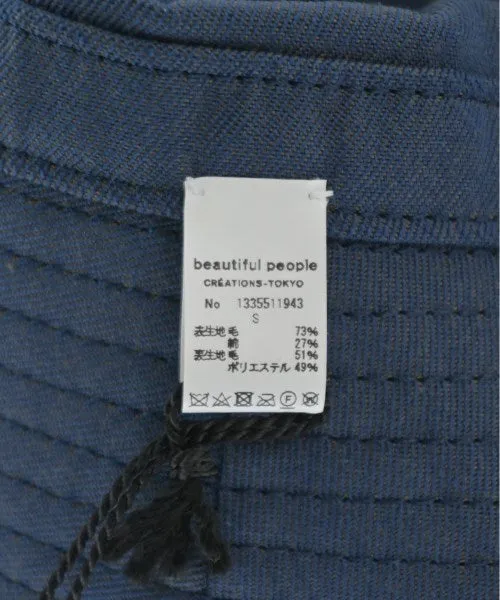 beautiful people
CRÉATIONS-TOKYO
No 1335511943
S
表生地 毛 73%
綿 27%
裏生地 毛 51%
ポリエステル 49%
F W